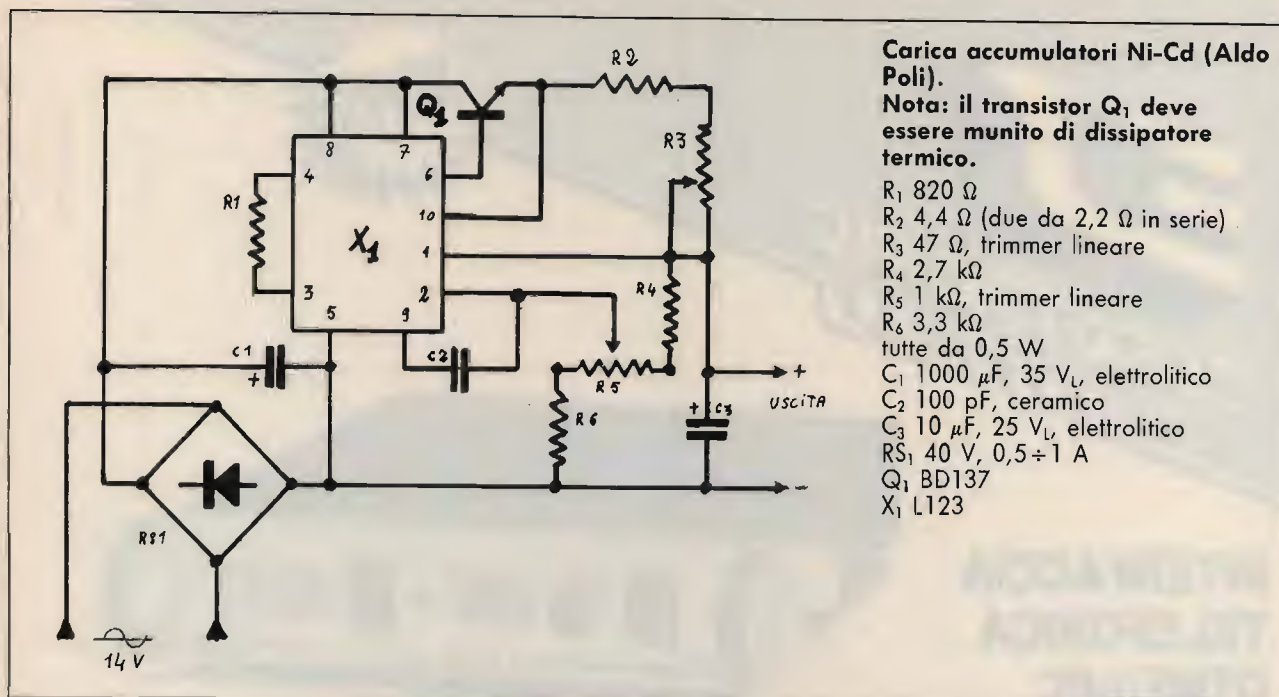 Carica accumulatori Ni-Cd (Aldo
Poli).
Nota: il transistor Q₁ deve
essere munito di dissipatore
termico.
R₁ 820 Ω
R₂ 4,4 Ω (due da 2,2 Ω in serie)
R₃ 47 Ω, trimmer lineare
R₄ 2,7 kΩ
R₅ 1 kΩ, trimmer lineare
R₆ 3,3 kΩ
tutte da 0,5 W
C₁ 1000 μF, 35 V_L, elettrolitico
C₂ 100 pF, ceramico
C₃ 10 μF, 25 V_L, elettrolitico
RS₁ 40 V, 0,5÷1 A
Q₁ BD137
X₁ L123
R2
Q1
R3
8
7
4
6
R1
10
X1
1
R4
3
2
5
9
C1
+
C2
R5
+
USCITA
+
C3
R6
-
RS1
14 V